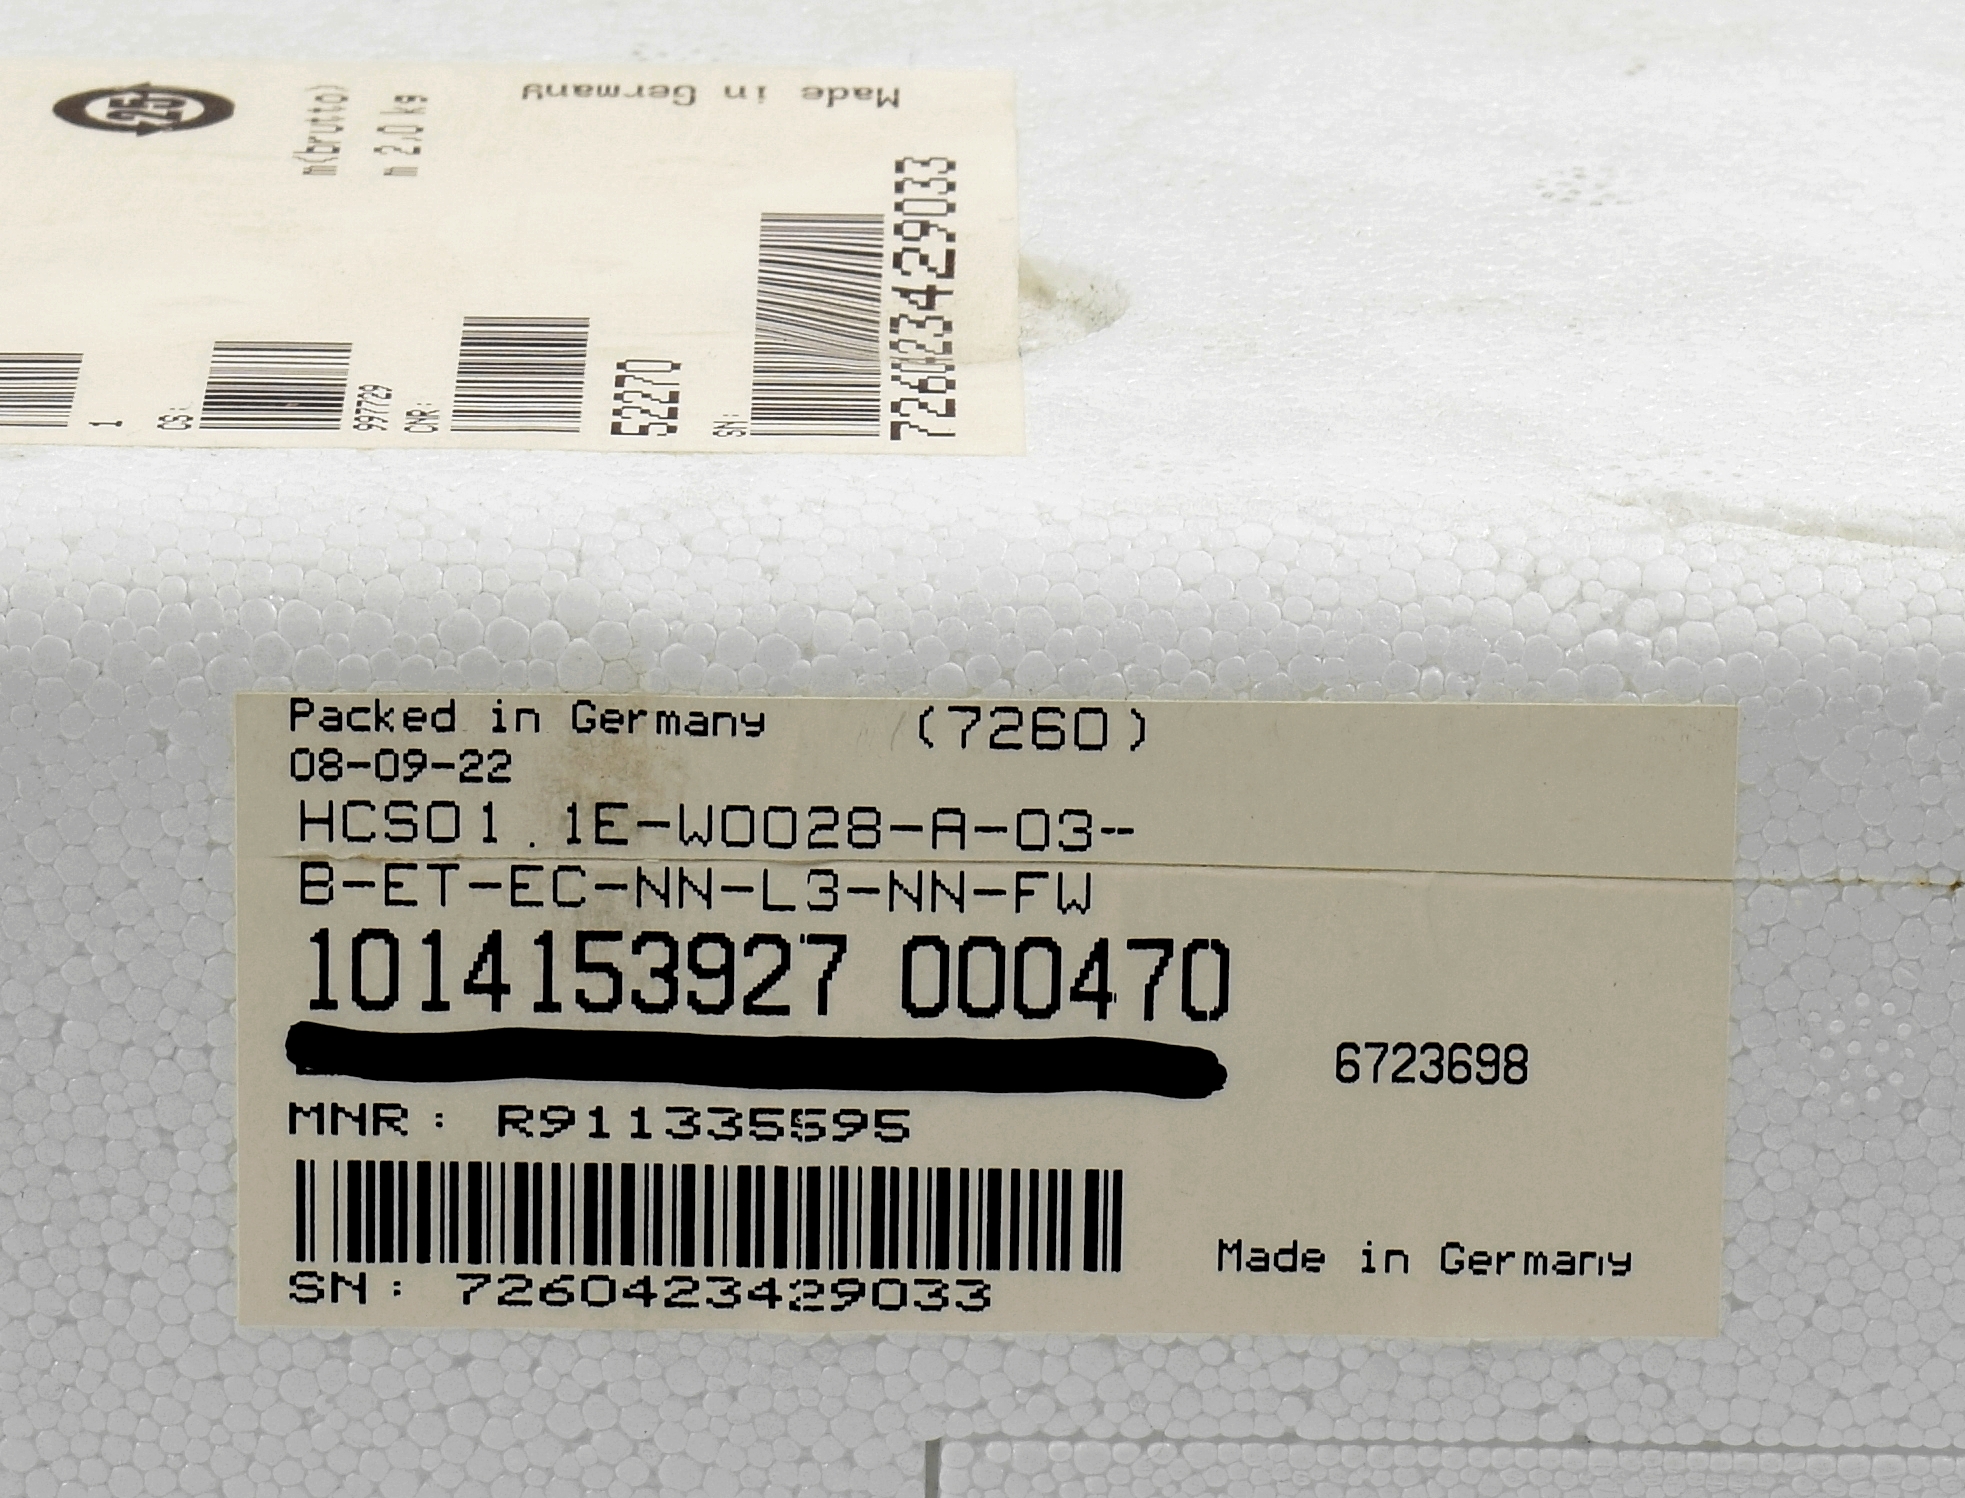 25
m(brutto)
m 2,0 kg
Made in Germany
1
QS:
997729
CNR:
52270
SN:
7260423429033
Packed in Germany (7260)
08-09-22
HCS01.1E-W0028-A-03--
B-ET-EC-NN-L3-NN-FW
1014153927 000470
6723698
MNR: R911335595
Made in Germany
SN: 7260423429033